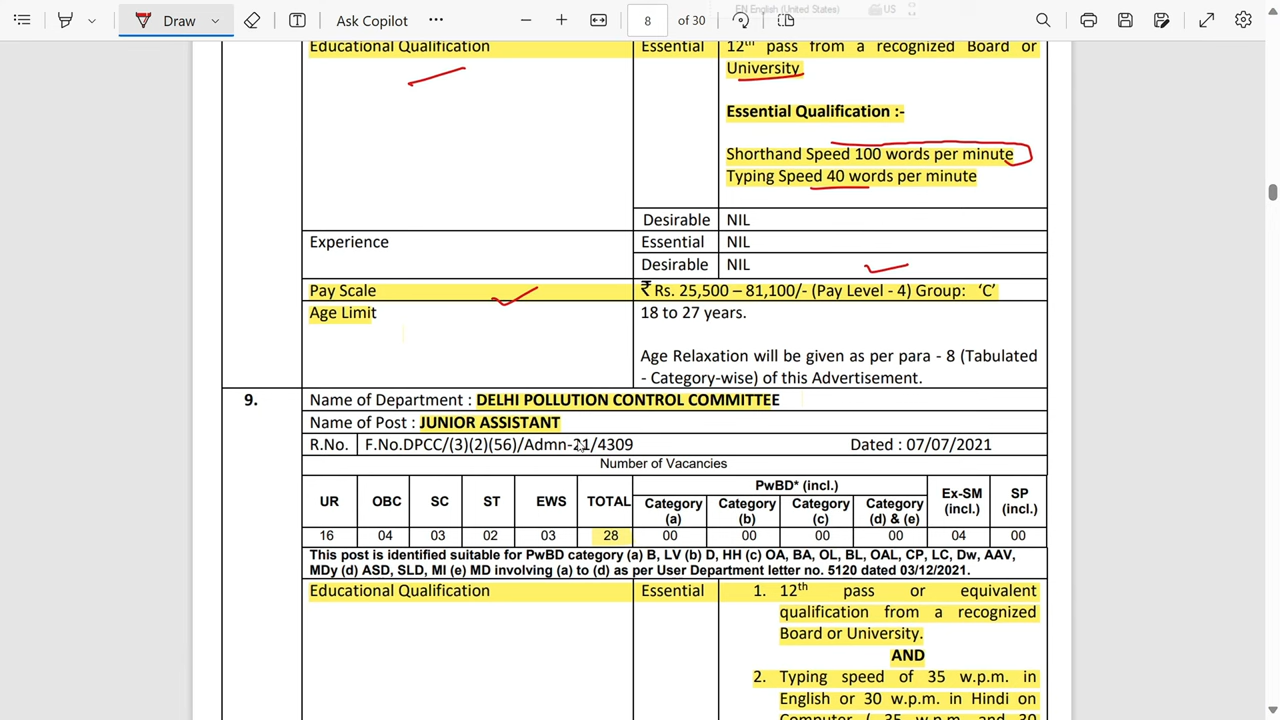 EN English (United States) US
Draw Ask Copilot 8 of 30
Educational Qualification Essential 12th pass from a recognized Board or
University
Essential Qualification :-
Shorthand Speed 100 words per minute
Typing Speed 40 words per minute
Desirable NIL
Experience Essential NIL
Desirable NIL
Pay Scale ₹ Rs. 25,500 – 81,100/- (Pay Level - 4) Group: ‘C’
Age Limit 18 to 27 years.
Age Relaxation will be given as per para - 8 (Tabulated
- Category-wise) of this Advertisement.
9. Name of Department : DELHI POLLUTION CONTROL COMMITTEE
Name of Post : JUNIOR ASSISTANT
R.No. F.No.DPCC/(3)(2)(56)/Admn-21/4309 Dated : 07/07/2021
Number of Vacancies
UR OBC SC ST EWS TOTAL PwBD* (incl.) Ex-SM (incl.) SP (incl.)
Category (a) Category (b) Category (c) Category (d) & (e)
16 04 03 02 03 28 00 00 00 00 04 00
This post is identified suitable for PwBD category (a) B, LV (b) D, HH (c) OA, BA, OL, BL, OAL, CP, LC, Dw, AAV,
MDy (d) ASD, SLD, MI (e) MD involving (a) to (d) as per User Department letter no. 5120 dated 03/12/2021.
Educational Qualification Essential 1. 12th pass or equivalent
qualification from a recognized
Board or University.
AND
2. Typing speed of 35 w.p.m. in
English or 30 w.p.m. in Hindi on
Computer ( 35 w.p.m. and 30